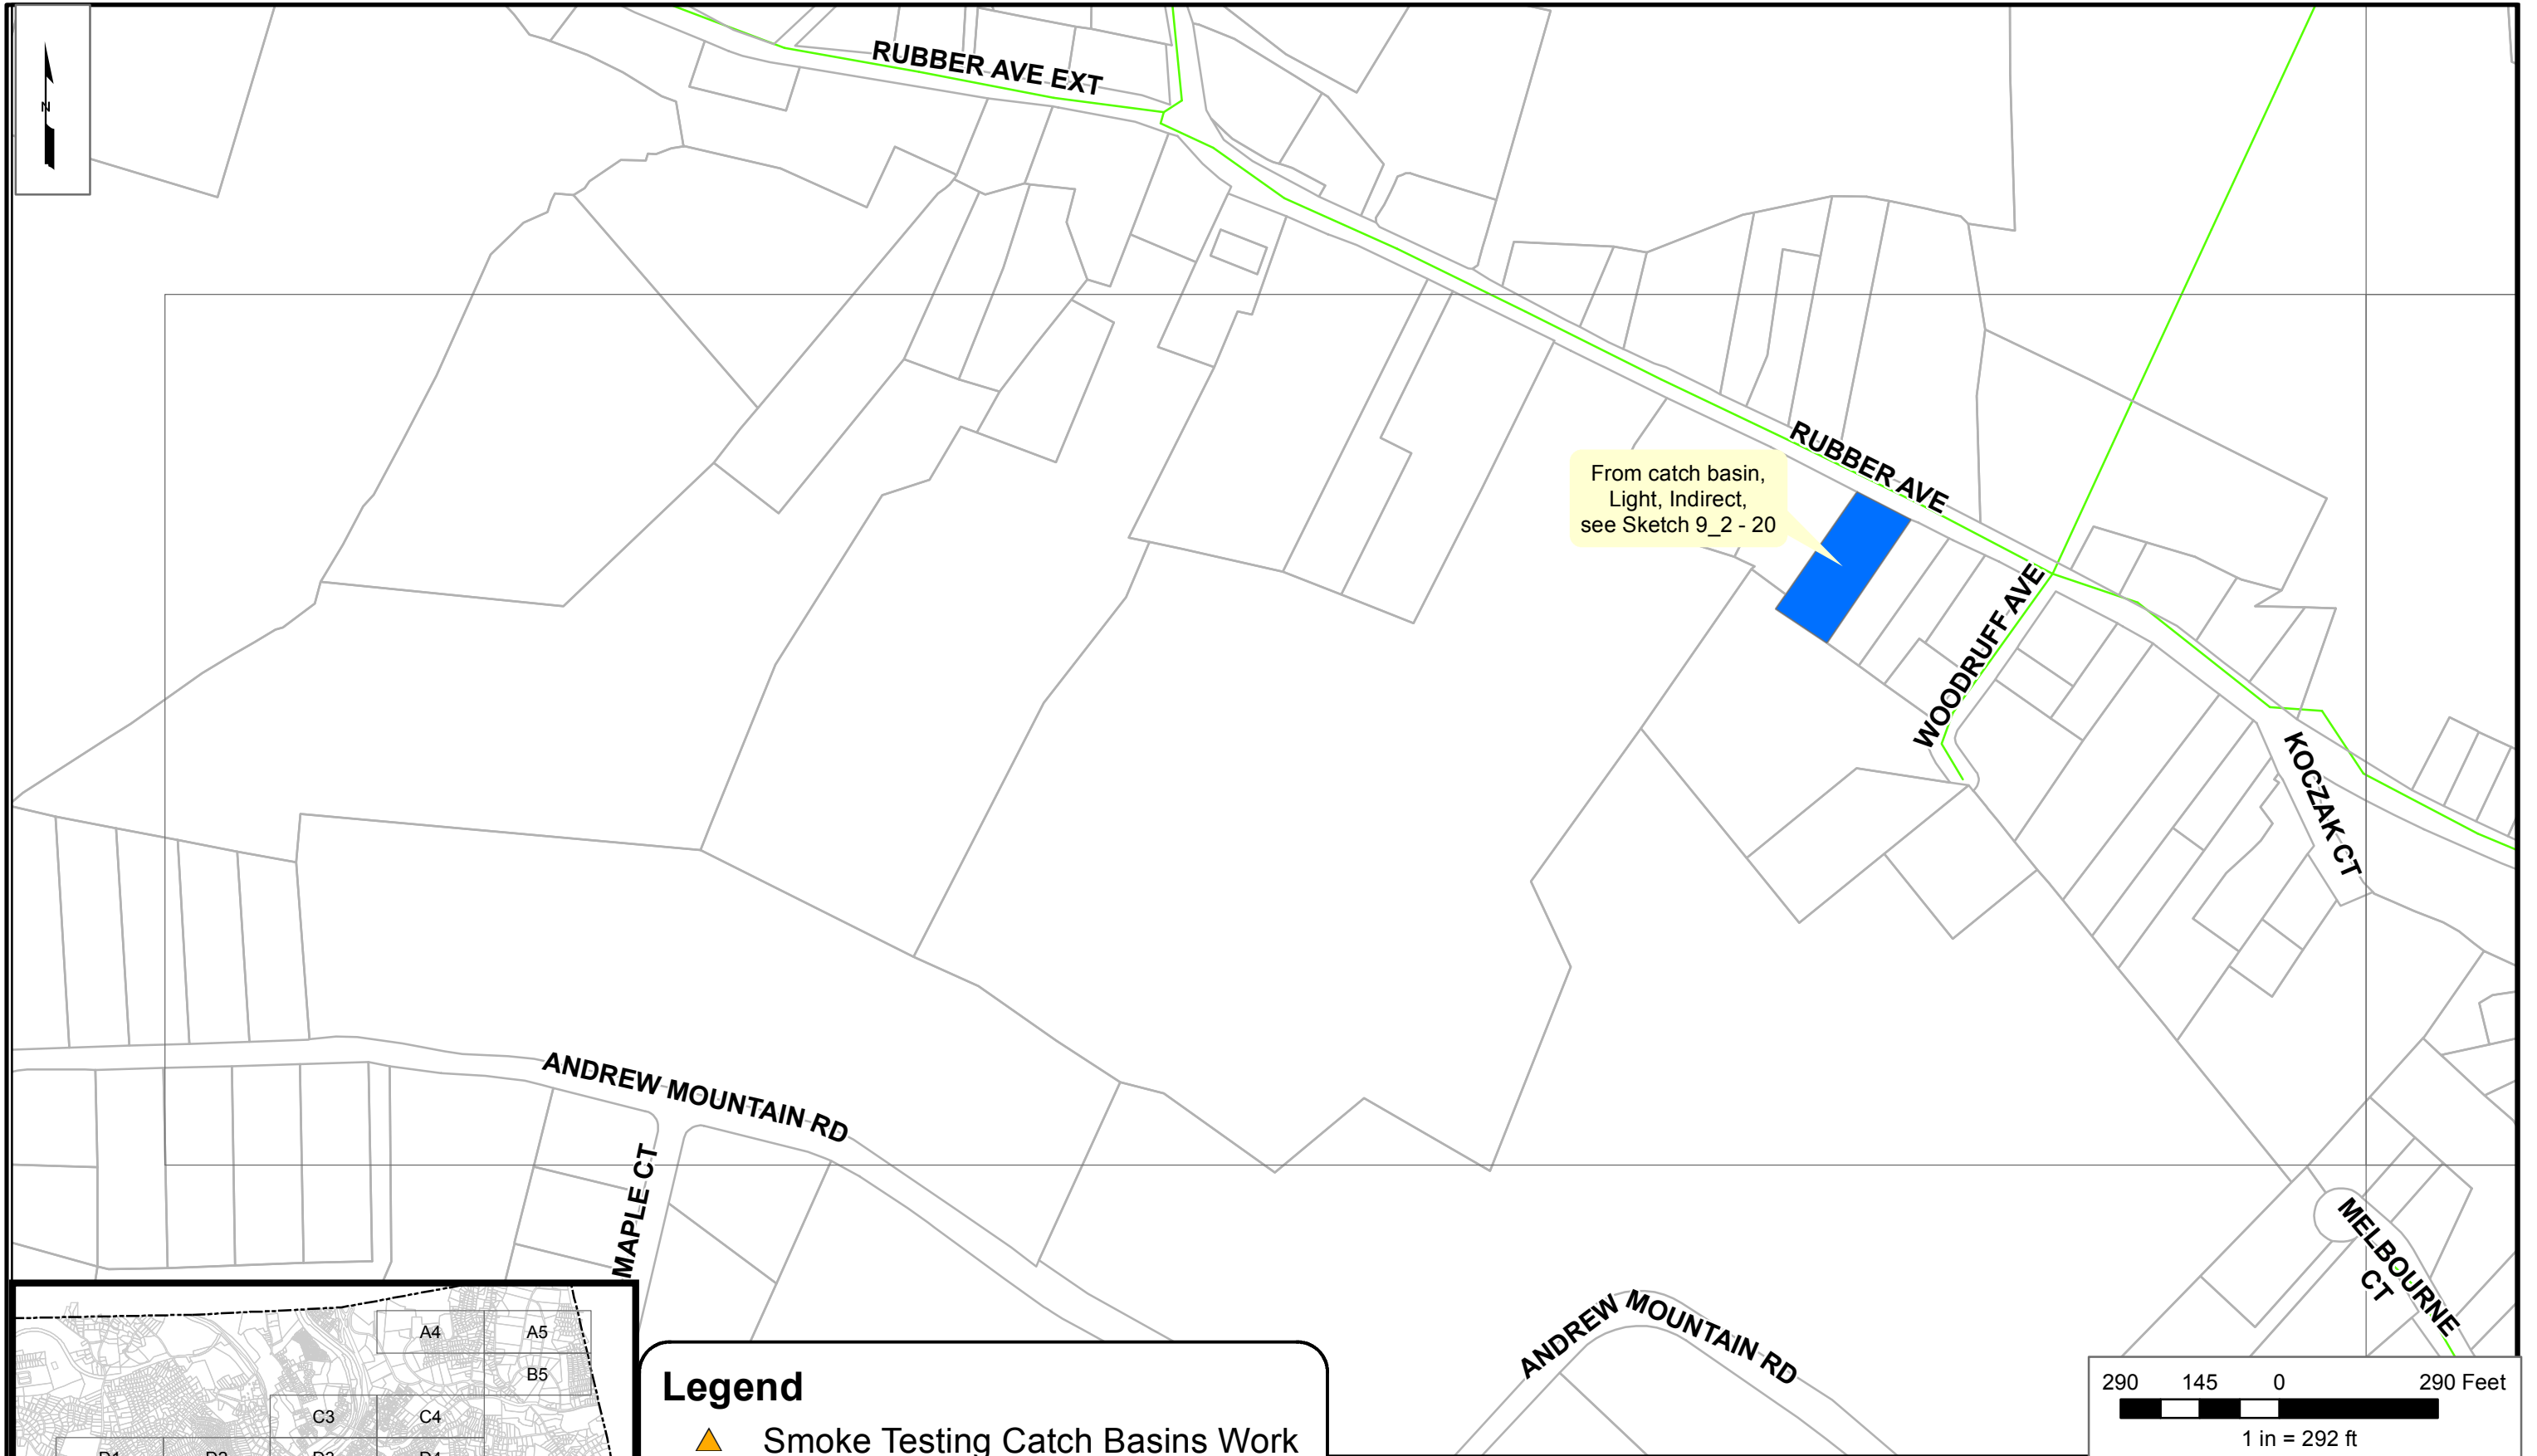 RUBBER AVE EXT
N
RUBBER AVE
From catch basin,
Light, Indirect,
see Sketch 9_2 - 20
WOODRUFF AVE
KOCZAK CT
ANDREW MOUNTAIN RD
MAPLE CT
MELBOURNE
CT
ANDREW MOUNTAIN RD
A4 A5
B5
C3 C4
Legend
Smoke Testing Catch Basins Work
290 145 0 290 Feet
1 in = 292 ft